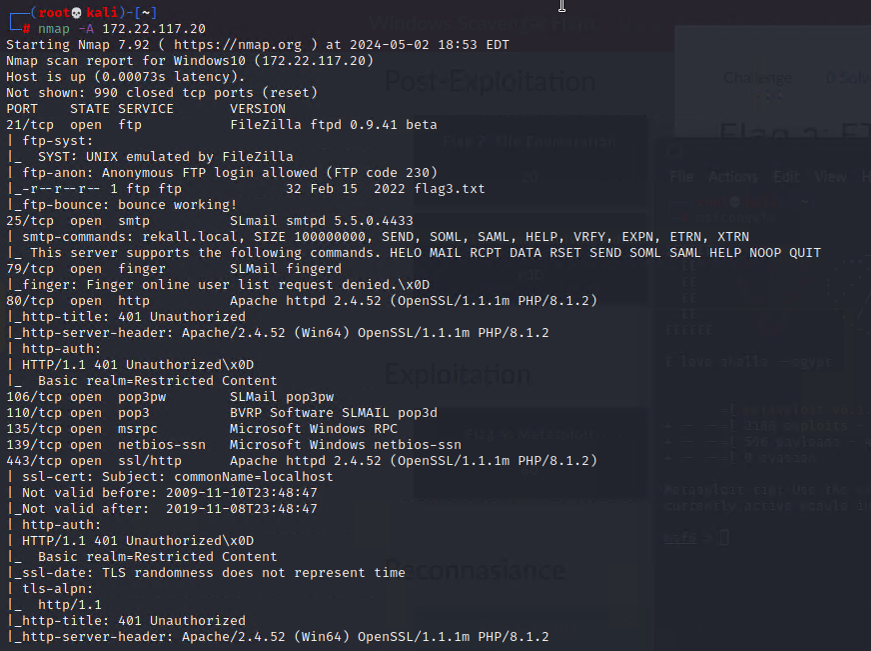 ┌──(root💀kali)-[~]
└─# nmap -A 172.22.117.20
Starting Nmap 7.92 ( https://nmap.org ) at 2024-05-02 18:53 EDT
Nmap scan report for Windows10 (172.22.117.20)
Host is up (0.00073s latency).
Not shown: 990 closed tcp ports (reset)
PORT    STATE SERVICE       VERSION
21/tcp  open  ftp           FileZilla ftpd 0.9.41 beta
| ftp-syst:
|_  SYST: UNIX emulated by FileZilla
| ftp-anon: Anonymous FTP login allowed (FTP code 230)
|_-r--r--r-- 1 ftp ftp             32 Feb 15  2022 flag3.txt
|_ftp-bounce: bounce working!
25/tcp  open  smtp          SLmail smtpd 5.5.0.4433
| smtp-commands: rekall.local, SIZE 100000000, SEND, SOML, SAML, HELP, VRFY, EXPN, ETRN, XTRN
|_ This server supports the following commands. HELO MAIL RCPT DATA RSET SEND SOML SAML HELP NOOP QUIT
79/tcp  open  finger        SLMail fingerd
|_finger: Finger online user list request denied.\x0D
80/tcp  open  http          Apache httpd 2.4.52 (OpenSSL/1.1.1m PHP/8.1.2)
|_http-title: 401 Unauthorized
|_http-server-header: Apache/2.4.52 (Win64) OpenSSL/1.1.1m PHP/8.1.2
| http-auth:
| HTTP/1.1 401 Unauthorized\x0D
|_  Basic realm=Restricted Content
106/tcp open  pop3pw        SLMail pop3pw
110/tcp open  pop3          BVRP Software SLMAIL pop3d
135/tcp open  msrpc         Microsoft Windows RPC
139/tcp open  netbios-ssn   Microsoft Windows netbios-ssn
443/tcp open  ssl/http      Apache httpd 2.4.52 (OpenSSL/1.1.1m PHP/8.1.2)
| ssl-cert: Subject: commonName=localhost
| Not valid before: 2009-11-10T23:48:47
|_Not valid after:  2019-11-08T23:48:47
| http-auth:
| HTTP/1.1 401 Unauthorized\x0D
|_  Basic realm=Restricted Content
|_ssl-date: TLS randomness does not represent time
| tls-alpn:
|_  http/1.1
|_http-title: 401 Unauthorized
|_http-server-header: Apache/2.4.52 (Win64) OpenSSL/1.1.1m PHP/8.1.2
Post-Exploitation
Challenge
File Actions Edit View
Exploitation
I love shells --egypt
Reconnasiance